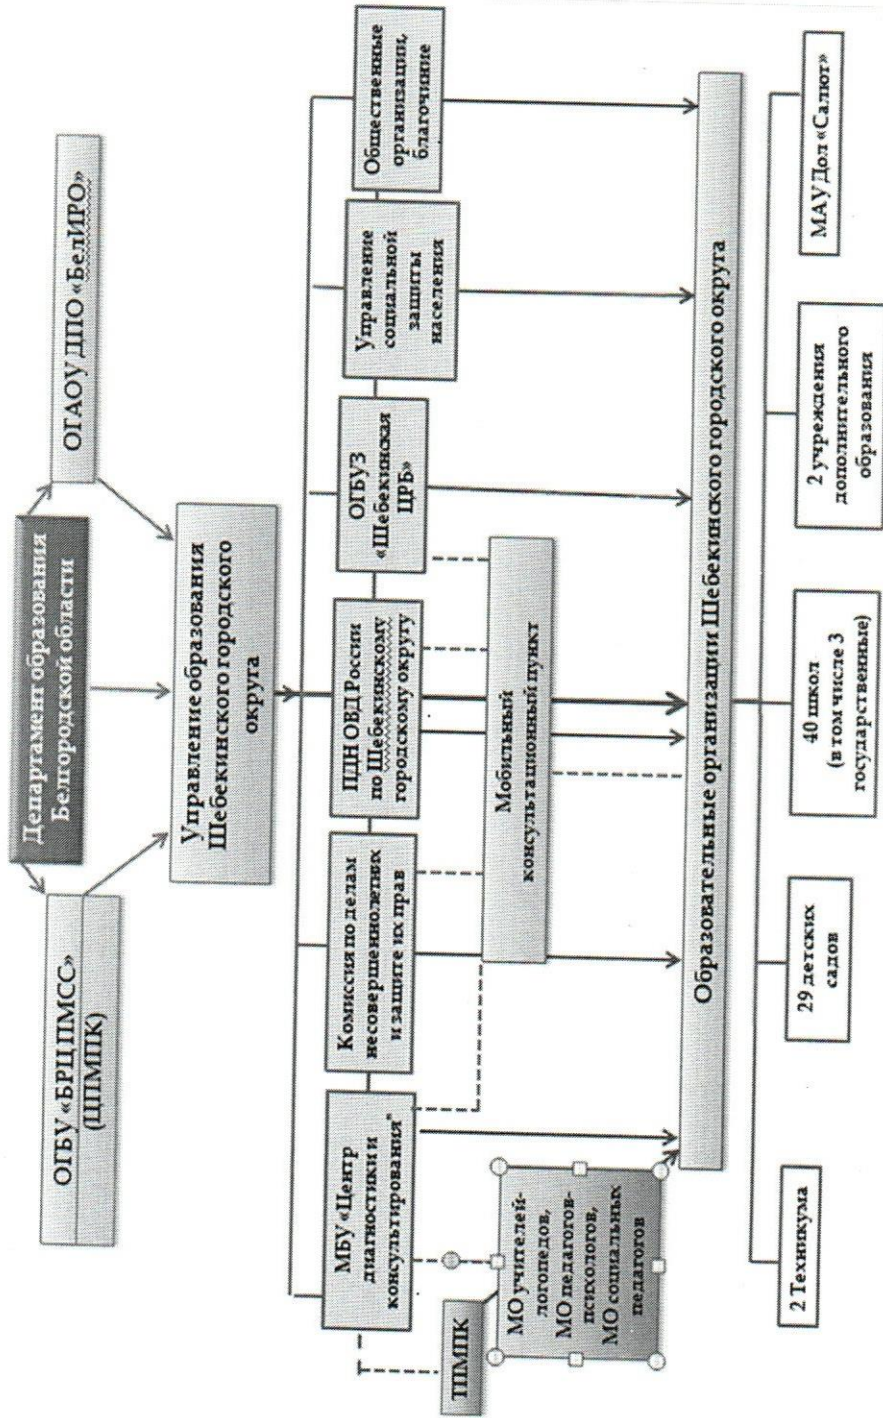 Департамент образования
Белгородской области
ОГБУ «БРЦ ПМСС»
(ЦПМПК)
ОГАОУ ДПО «БелИРО»
Управление образования
Шебекинского городского
округа
МБУ «Центр
диагностики и
консультирования"
Комиссия по делам
несовершеннолетних
и защите их прав
ПДН ОВД России
по Шебекинскому
городскому округу
ОГБУЗ
«Шебекинская
ЦРБ»
Управление
социальной
защиты
населения
Общественные
организации,
благочиние
ТПМПК
МО учителей-
логопедов,
МО педагогов-
психологов,
МО социальных
педагогов
Мобильный
консультационный пункт
Образовательные организации Шебекинского городского округа
2 Техникума
29 детских
садов
40 школ
(в том числе 3
государственные)
2 учреждения
дополнительного
образования
МАУ Дол «Салют»